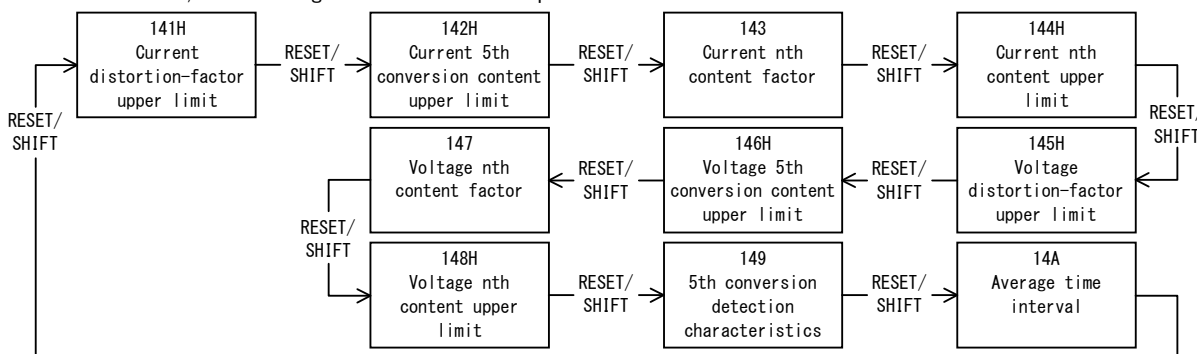 141H
Current
distortion-factor
upper limit
RESET/
SHIFT
142H
Current 5th
conversion content
upper limit
RESET/
SHIFT
143
Current nth
content factor
RESET/
SHIFT
144H
Current nth
content upper
limit
RESET/
SHIFT
RESET/
SHIFT
147
Voltage nth
content factor
RESET/
SHIFT
146H
Voltage 5th
conversion content
upper limit
RESET/
SHIFT
145H
Voltage
distortion-factor
upper limit
RESET/
SHIFT
148H
Voltage nth
content upper
limit
RESET/
SHIFT
149
5th conversion
detection
characteristics
RESET/
SHIFT
14A
Average time
interval